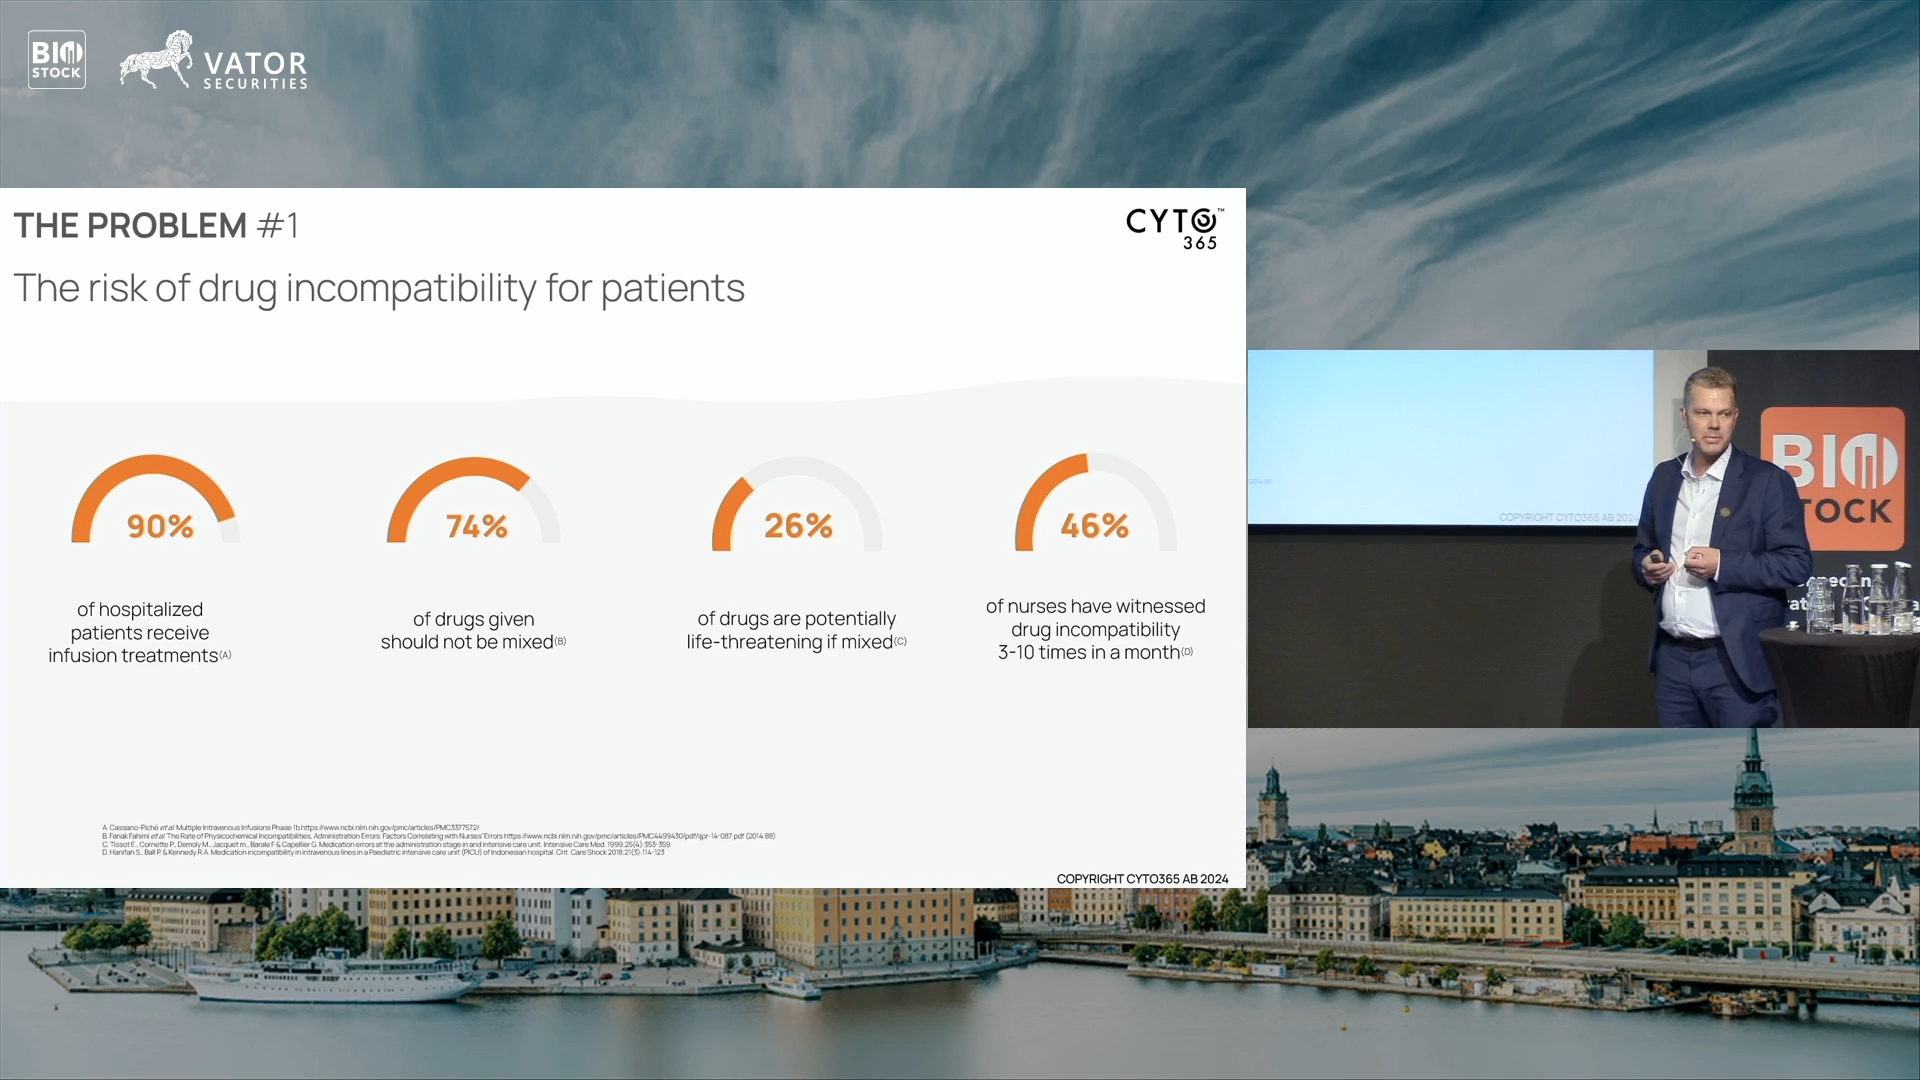 BIO
STOCK
VATOR
SECURITIES
THE PROBLEM #1
CYTO™
365
The risk of drug incompatibility for patients
90%
of hospitalized
patients receive
infusion treatments(A)
74%
of drugs given
should not be mixed(B)
26%
of drugs are potentially
life-threatening if mixed(C)
46%
of nurses have witnessed
drug incompatibility
3-10 times in a month(D)
A. Cassano-Piché et al. Multiple Intravenous Infusions Phase 1b https://www.ncbi.nlm.nih.gov/pmc/articles/PMC3377572/
B. Fanak Fahimi et al. The Rate of Physicochemical Incompatibilities, Administration Errors. Factors Correlating with Nurses' Errors https://www.ncbi.nlm.nih.gov/pmc/articles/PMC4499430/pdf/ijpr-14-087.pdf (2014:88)
C. Tissot E., Cornette P., Demoly M., Jacquet m., Barale F & Capellier G. Medication errors at the administration stage in and intensive care unit. Intensive Care Med. 1999;25(4):353-359
D. Hanifah S., Ball P. & Kennedy R.A. Medication incompatibility in intravenous lines in a Paediatric intensive care unit (PICU) of Indonesian hospital. Crit. Care Shock 2018;21(3):114-123
COPYRIGHT CYTO365 AB 2024
COPYRIGHT CYTO365 AB 2024
BIO
STOCK